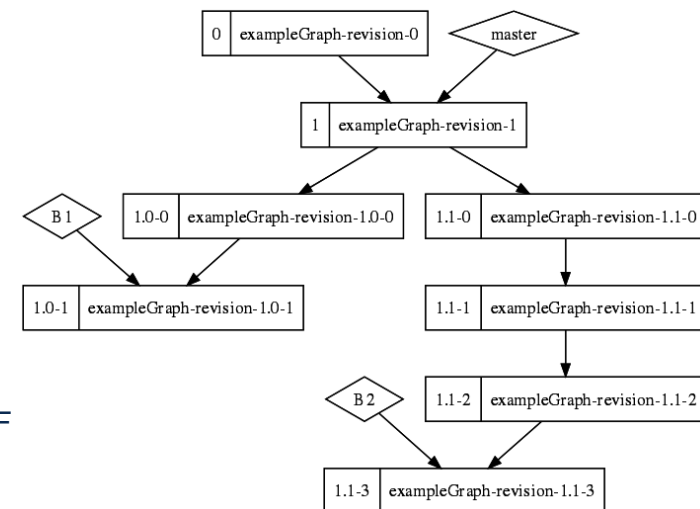 0 exampleGraph-revision-0
master
1 exampleGraph-revision-1
B1
1.0-0 exampleGraph-revision-1.0-0
1.1-0 exampleGraph-revision-1.1-0
1.0-1 exampleGraph-revision-1.0-1
1.1-1 exampleGraph-revision-1.1-1
B2
1.1-2 exampleGraph-revision-1.1-2
1.1-3 exampleGraph-revision-1.1-3